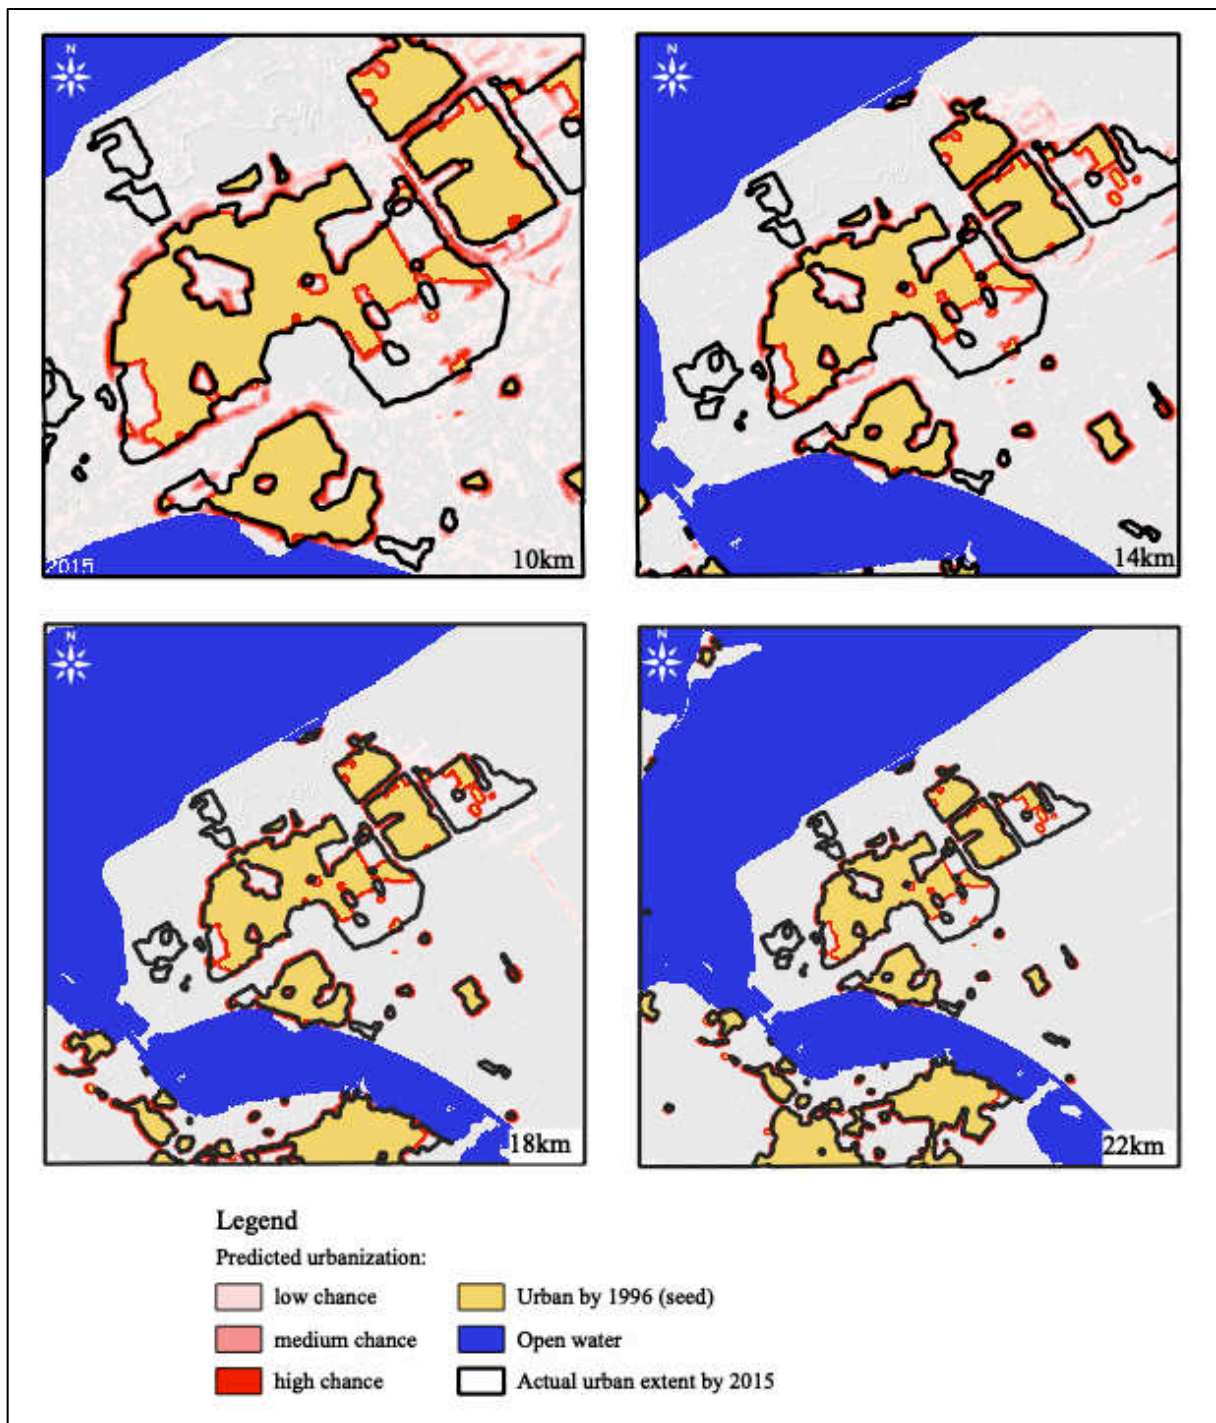 N
N
2015
10km
14km
N
N
18km
22km
Legend
Predicted urbanization:
low chance
Urban by 1996 (seed)
medium chance
Open water
high chance
Actual urban extent by 2015